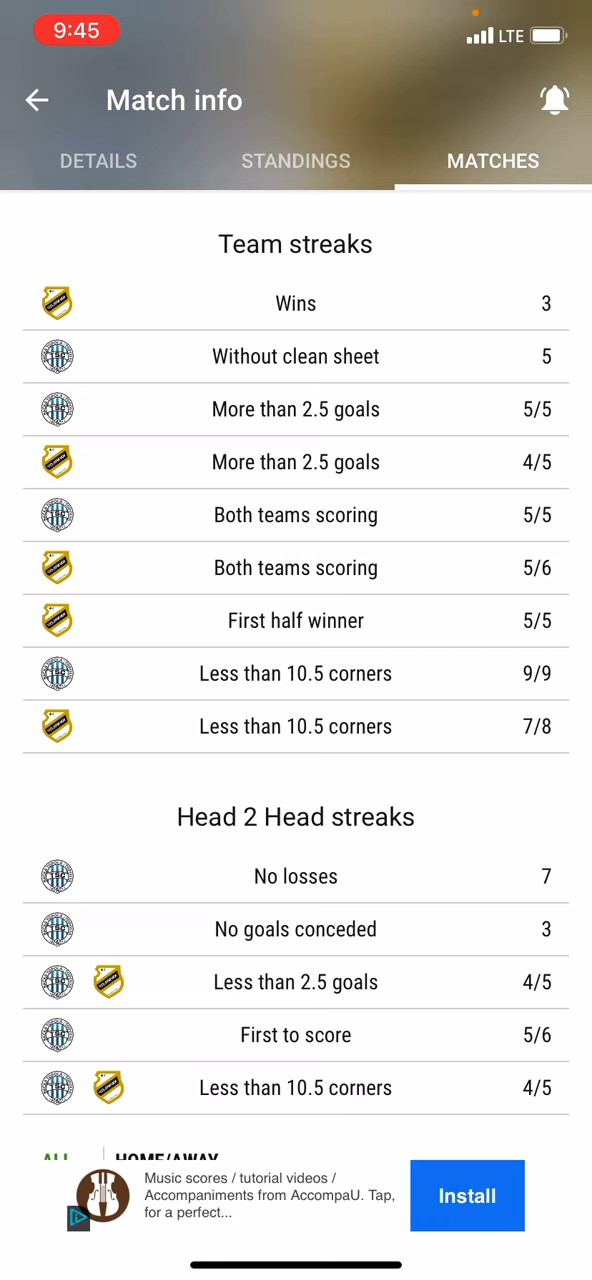 9:45
LTE
Match info
DETAILS STANDINGS MATCHES
Team streaks
Wins 3
Without clean sheet 5
More than 2.5 goals 5/5
More than 2.5 goals 4/5
Both teams scoring 5/5
Both teams scoring 5/6
First half winner 5/5
Less than 10.5 corners 9/9
Less than 10.5 corners 7/8
Head 2 Head streaks
No losses 7
No goals conceded 3
Less than 2.5 goals 4/5
First to score 5/6
Less than 10.5 corners 4/5
ALL HOME/AWAY
Music scores / tutorial videos /
Accompaniments from AccompaU. Tap,
for a perfect...
Install